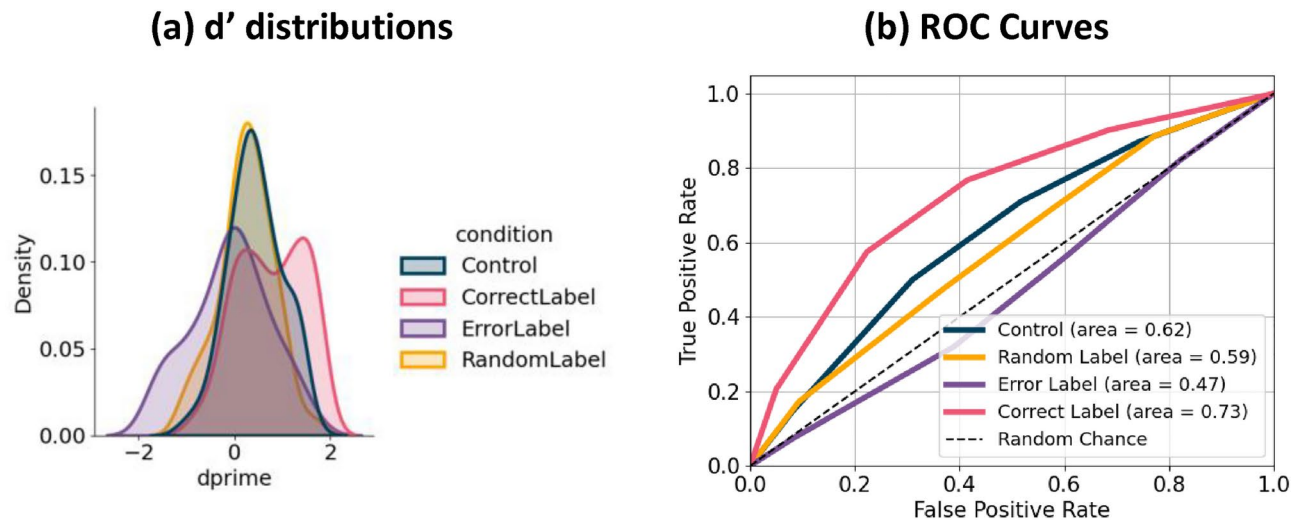 (a) d’ distributions
0.15
0.10
0.05
0.00
Density
−2
0
2
dprime
condition
Control
CorrectLabel
ErrorLabel
RandomLabel
(b) ROC Curves
1.0
0.8
0.6
0.4
0.2
0.0
True Positive Rate
Control (area = 0.62)
Random Label (area = 0.59)
Error Label (area = 0.47)
Correct Label (area = 0.73)
Random Chance
0.0
0.2
0.4
0.6
0.8
1.0
False Positive Rate